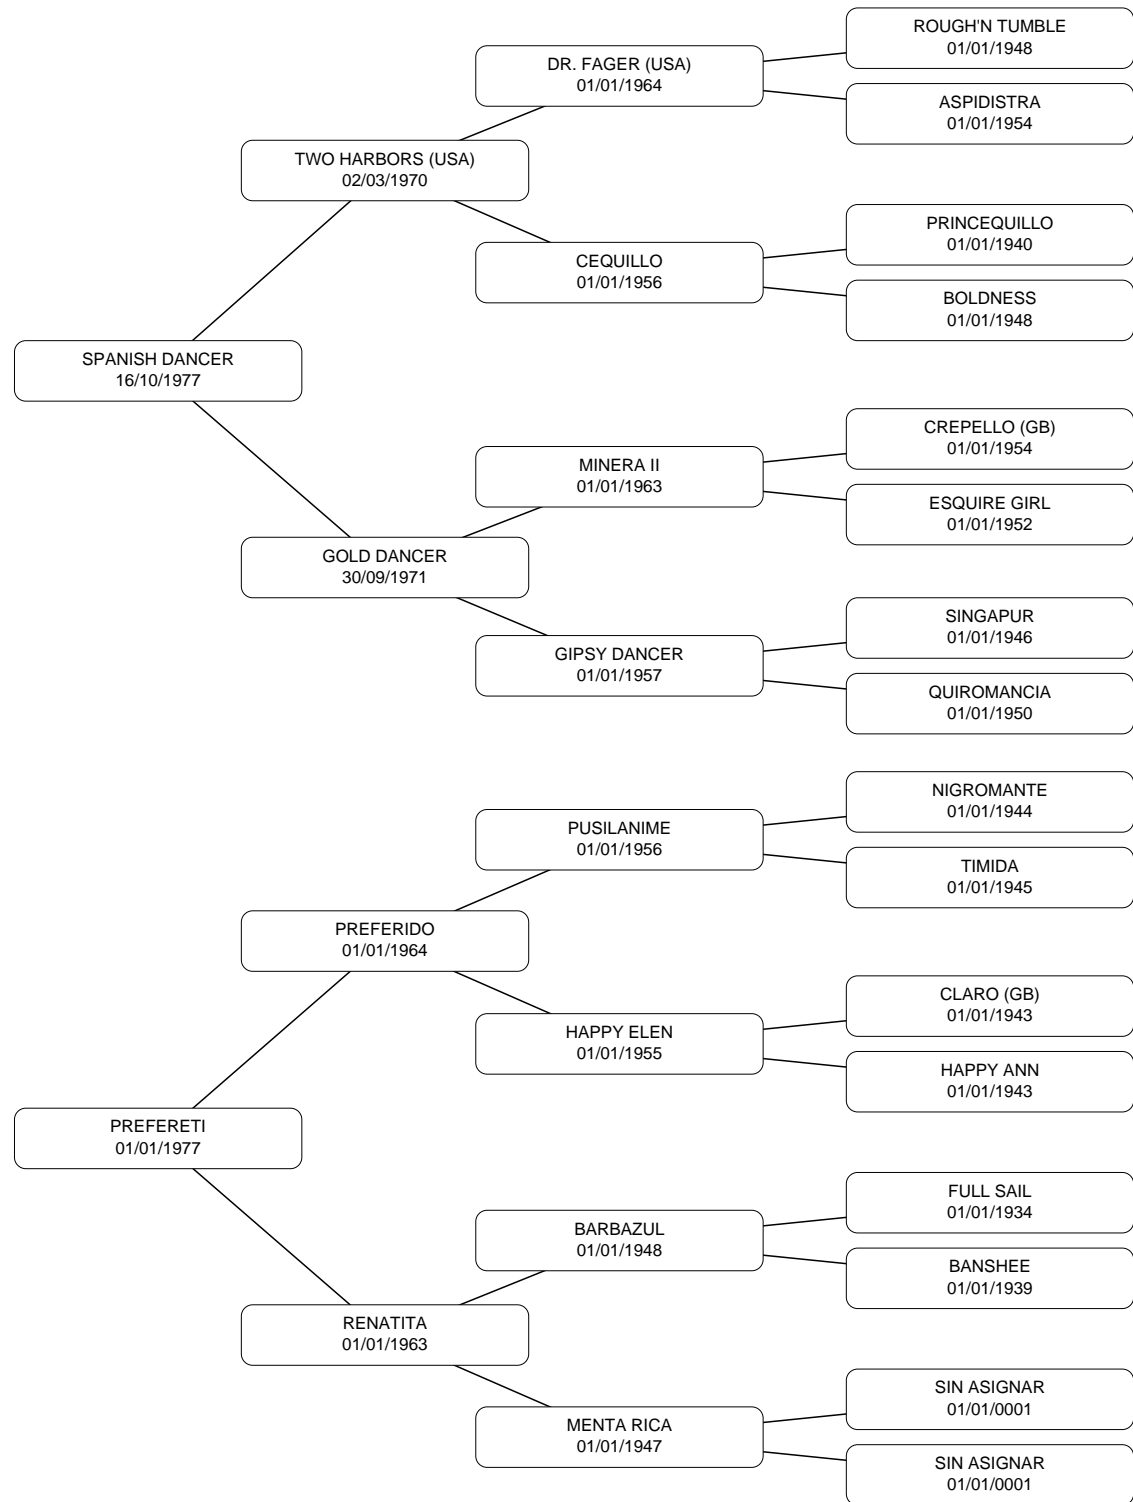 ROUGH'N TUMBLE
01/01/1948
DR. FAGER (USA)
01/01/1964
ASPIDISTRA
01/01/1954
TWO HARBORS (USA)
02/03/1970
PRINCEQUILLO
01/01/1940
CEQUILLO
01/01/1956
BOLDNESS
01/01/1948
SPANISH DANCER
16/10/1977
CREPELLO (GB)
01/01/1954
MINERA II
01/01/1963
ESQUIRE GIRL
01/01/1952
GOLD DANCER
30/09/1971
SINGAPUR
01/01/1946
GIPSY DANCER
01/01/1957
QUIROMANCIA
01/01/1950
NIGROMANTE
01/01/1944
PUSILANIME
01/01/1956
TIMIDA
01/01/1945
PREFERIDO
01/01/1964
CLARO (GB)
01/01/1943
HAPPY ELEN
01/01/1955
HAPPY ANN
01/01/1943
PREFERETI
01/01/1977
FULL SAIL
01/01/1934
BARBAZUL
01/01/1948
BANSHEE
01/01/1939
RENATITA
01/01/1963
SIN ASIGNAR
01/01/0001
MENTA RICA
01/01/1947
SIN ASIGNAR
01/01/0001